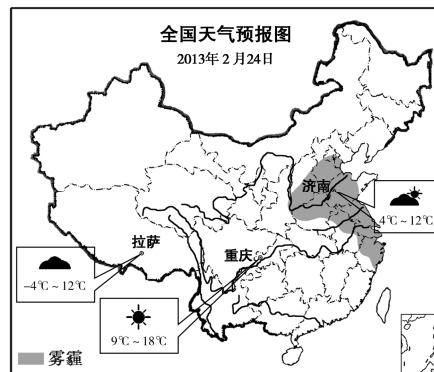 全国天气预报图
2013年2月24日
济南
4℃~12℃
拉萨
重庆
-4℃~12℃
9℃~18℃
雾霾